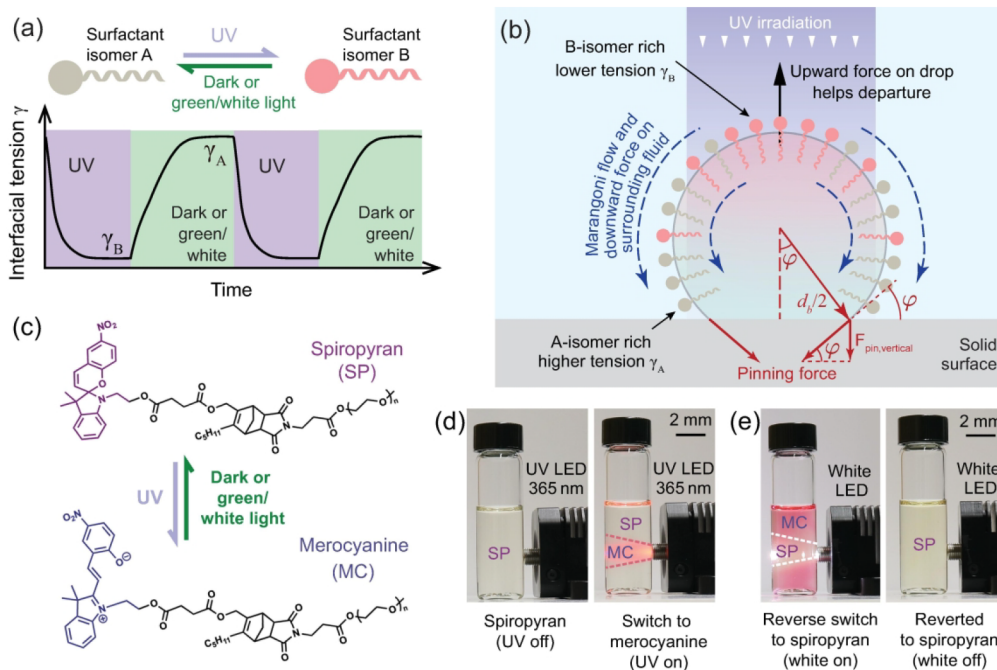 (a)
Surfactant
isomer A
UV
Dark or
green/white light
Surfactant
isomer B
Interfacial tension γ
UV
γB
γA
Dark or
green/
white
UV
Dark or
green/
white
Time
(b)
UV irradiation
B-isomer rich
lower tension γB
Upward force on drop
helps departure
Marangoni flow and
downward force on
surrounding fluid
φ
db/2
φ
A-isomer rich
higher tension γA
φ
Fpin,vertical
Pinning force
Solid
surface
(c)
NO2
O
N
O
O
O
O
O
C5H11
O
N
O
O
O
O
n
Spiropyran
(SP)
UV
Dark or
green/
white light
O2N
O⊖
N
⊕
O
O
O
O
O
C5H11
O
N
O
O
O
O
n
Merocyanine
(MC)
(d)
UV LED
365 nm
SP
Spiropyran
(UV off)
2 mm
UV LED
365 nm
SP
MC
Switch to
merocyanine
(UV on)
(e)
White
LED
MC
SP
Reverse switch
to spiropyran
(white on)
2 mm
White
LED
SP
Reverted
to spiropyran
(white off)